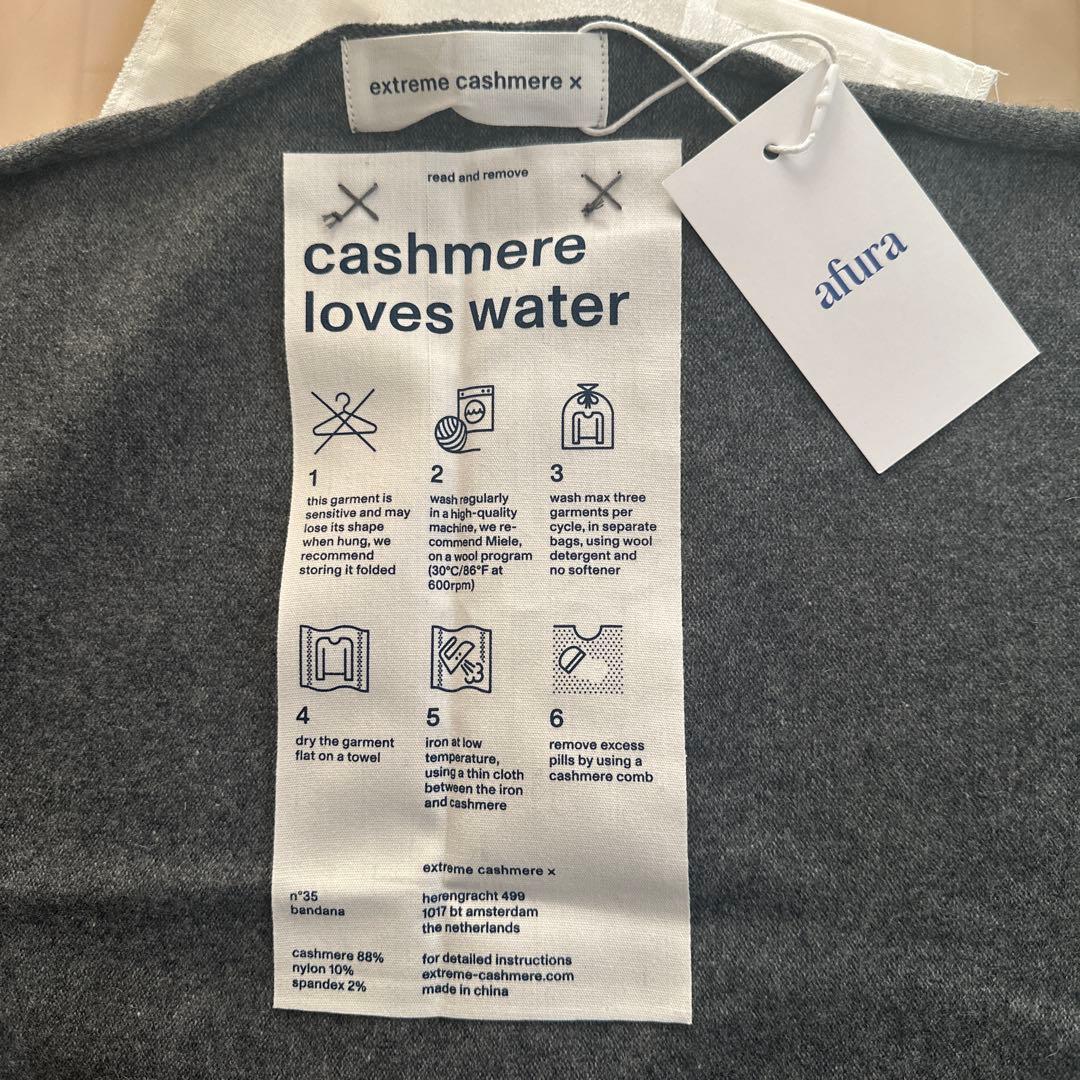 extreme cashmere x
read and remove
cashmere
loves water
afura
1
this garment is
sensitive and may
lose its shape
when hung, we
recommend
storing it folded
2
wash regularly
in a high-quality
machine, we re-
commend Miele,
on a wool program
(30°C/86°F at
600rpm)
3
wash max three
garments per
cycle, in separate
bags, using wool
detergent and
no softener
4
dry the garment
flat on a towel
5
iron at low
temperature,
using a thin cloth
between the iron
and cashmere
6
remove excess
pills by using a
cashmere comb
n°35
bandana
cashmere 88%
nylon 10%
spandex 2%
extreme cashmere x
herengracht 499
1017 bt amsterdam
the netherlands
for detailed instructions
extreme-cashmere.com
made in china